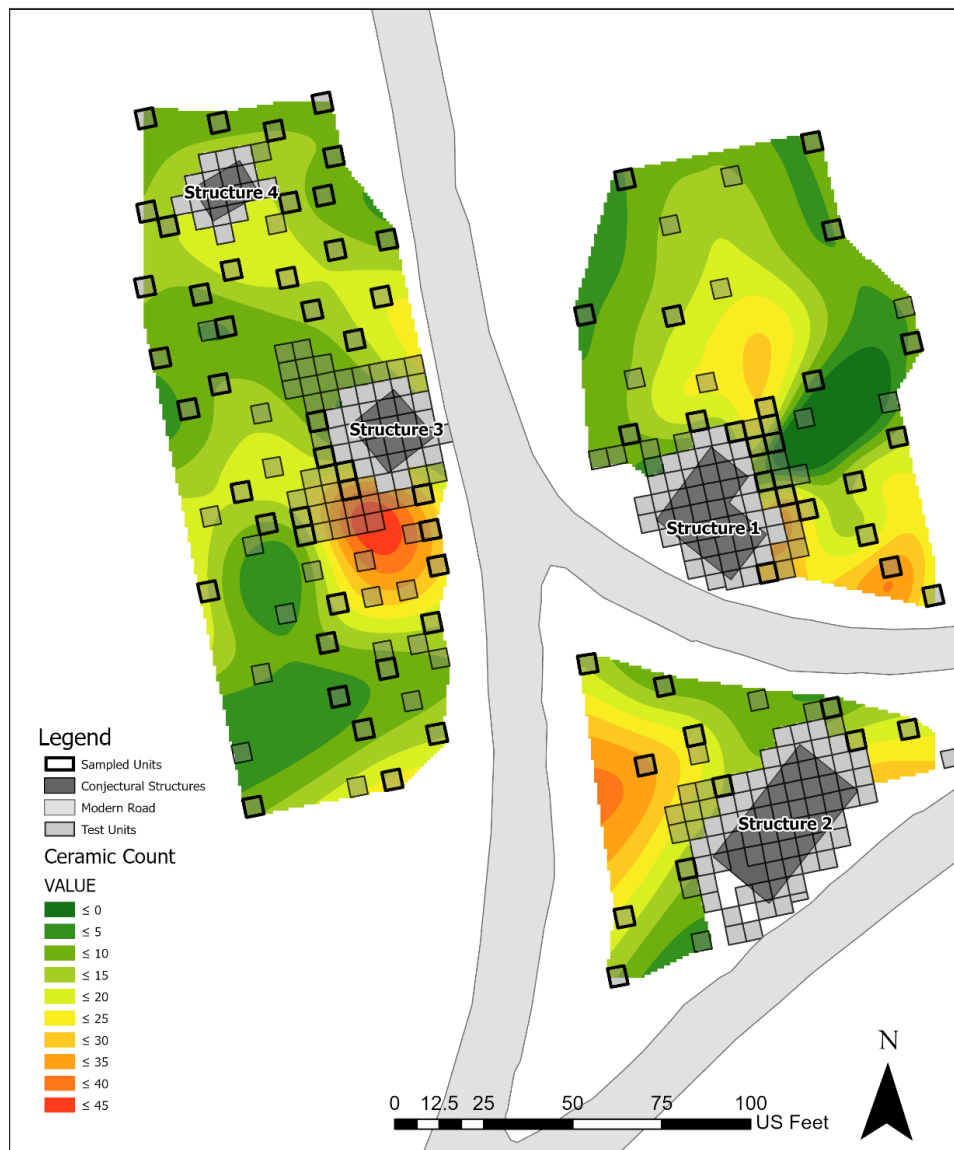 Structure 4
Structure 3
Structure 1
Structure 2
Legend
Sampled Units
Conjectural Structures
Modern Road
Test Units
Ceramic Count
VALUE
≤ 0
≤ 5
≤ 10
≤ 15
≤ 20
≤ 25
≤ 30
≤ 35
≤ 40
≤ 45
N
0 12.5 25 50 75 100
US Feet